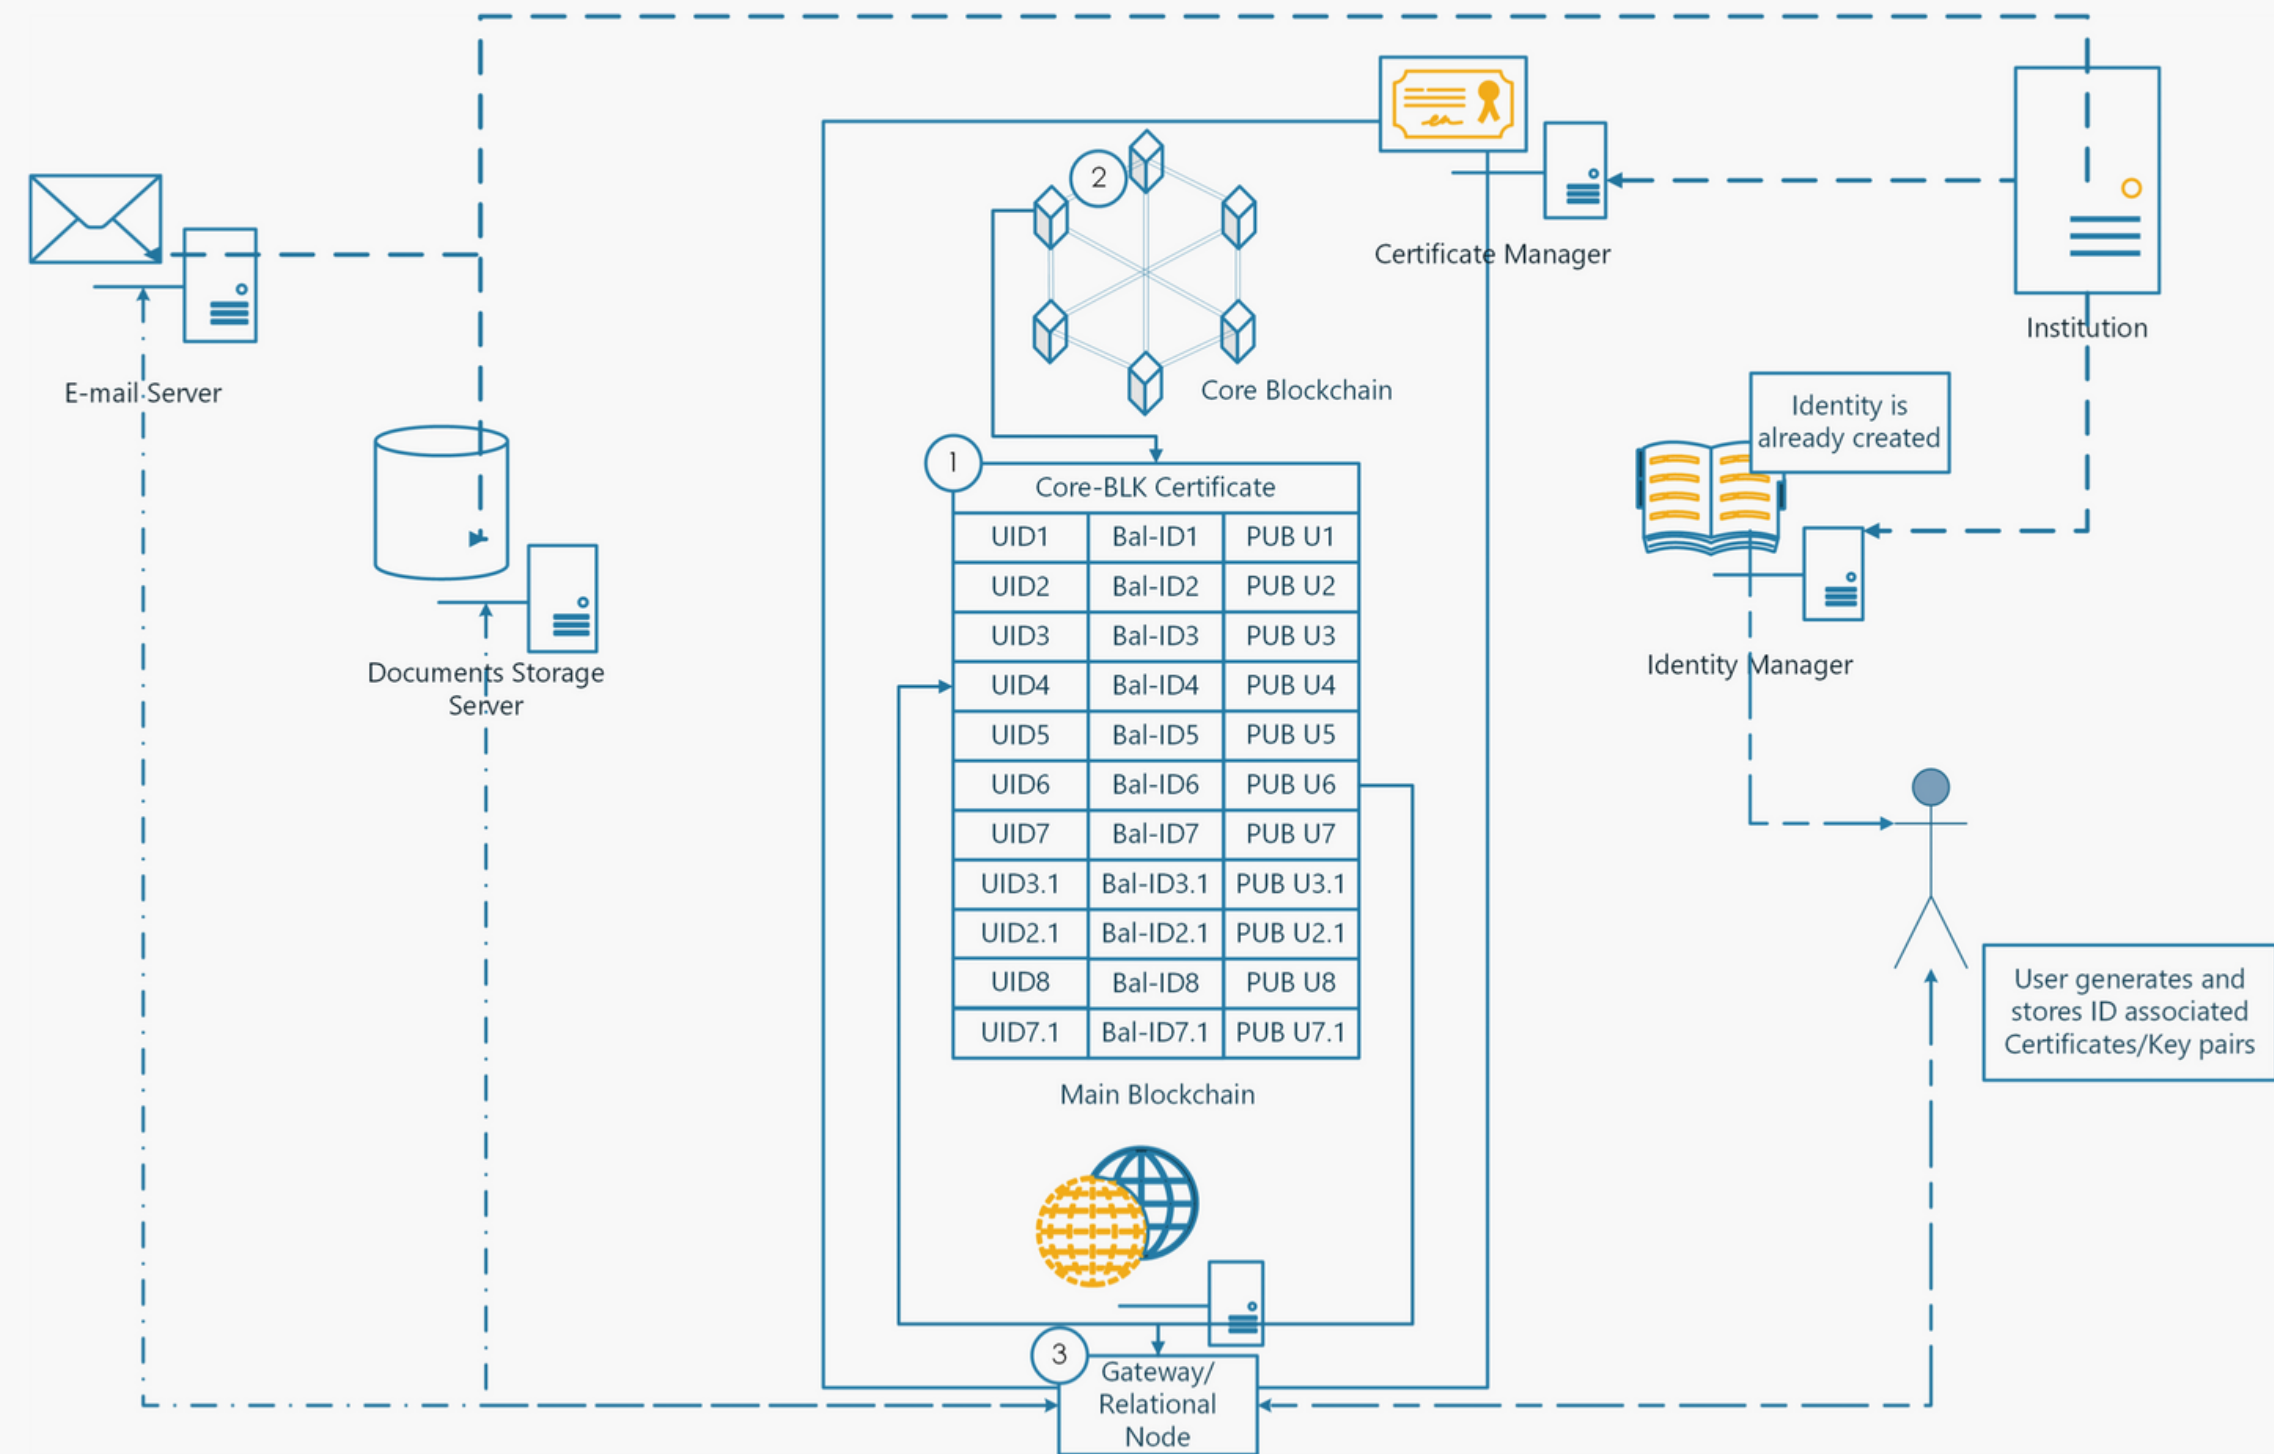 2
Certificate Manager
Institution
E-mail Server
Core Blockchain
Identity is
already created
1
Core-BLK Certificate
UID1 Bal-ID1 PUB U1
UID2 Bal-ID2 PUB U2
UID3 Bal-ID3 PUB U3
UID4 Bal-ID4 PUB U4
UID5 Bal-ID5 PUB U5
UID6 Bal-ID6 PUB U6
UID7 Bal-ID7 PUB U7
UID3.1 Bal-ID3.1 PUB U3.1
UID2.1 Bal-ID2.1 PUB U2.1
UID8 Bal-ID8 PUB U8
UID7.1 Bal-ID7.1 PUB U7.1
Documents Storage
Server
Identity Manager
User generates and
stores ID associated
Certificates/Key pairs
Main Blockchain
3
Gateway/
Relational
Node